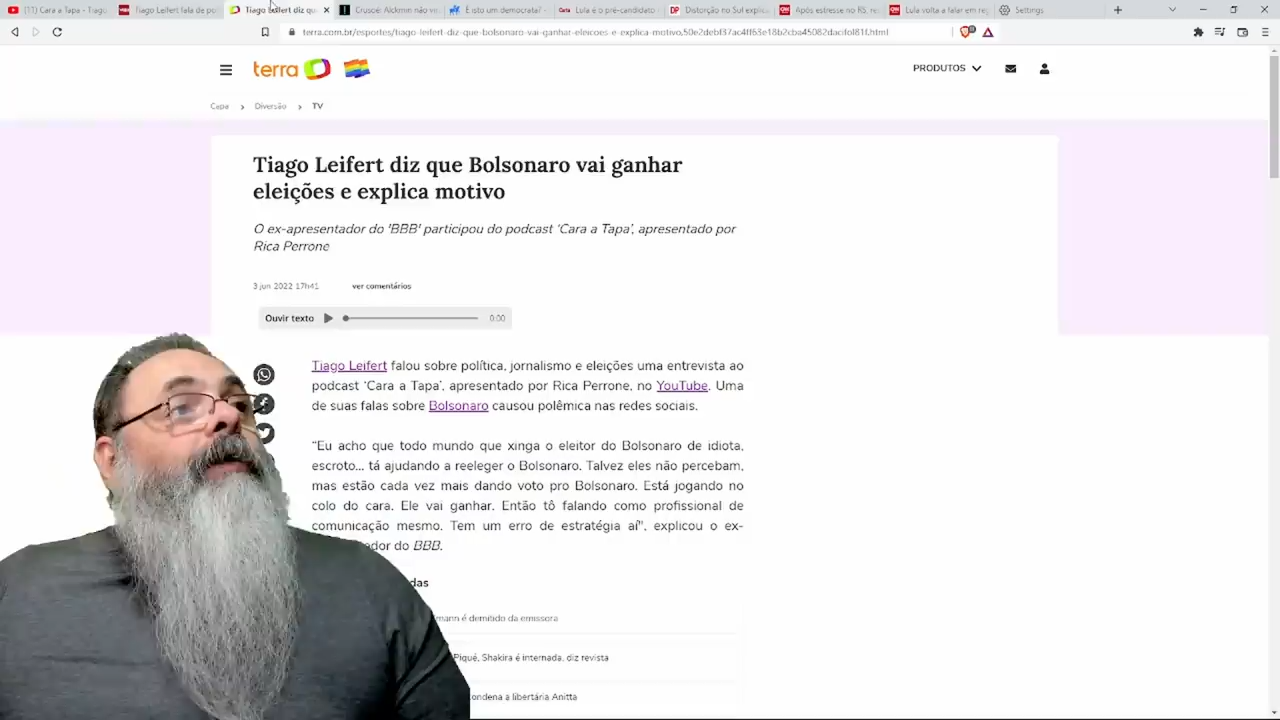 (11) Cara a Tapa - Tiago
Tiago Leifert fala de pol
Tiago Leifert diz qu
Crusoé: Alckmin não ve
É isto um democrata? -
Lula é o pré-candidato
Distorção no Sul explica
Após estresse no RS, re
Lula volta a falar em re
Settings
terra.com.br/esportes/tiago-leifert-diz-que-bolsonaro-vai-ganhar-eleicoes-e-explica-motivo
terra
PRODUTOS
Capa > Diversão > TV
Tiago Leifert diz que Bolsonaro vai ganhar
eleições e explica motivo
O ex-apresentador do 'BBB' participou do podcast ‘Cara a Tapa’, apresentado por
Rica Perrone
3 jun 2022 17h41 ver comentários
Ouvir texto 0:00
Tiago Leifert falou sobre política, jornalismo e eleições uma entrevista ao
podcast ‘Cara a Tapa’, apresentado por Rica Perrone, no YouTube. Uma
de suas falas sobre Bolsonaro causou polêmica nas redes sociais.
“Eu acho que todo mundo que xinga o eleitor do Bolsonaro de idiota,
escroto... tá ajudando a reeleger o Bolsonaro. Talvez eles não percebam,
mas estão cada vez mais dando voto pro Bolsonaro. Está jogando no
colo do cara. Ele vai ganhar. Então tô falando como profissional de
comunicação mesmo. Tem um erro de estratégia aí", explicou o ex-
ador do BBB.
das
mann é demitido da emissora
Piqué, Shakira é internada, diz revista
ondena a libertária Anitta